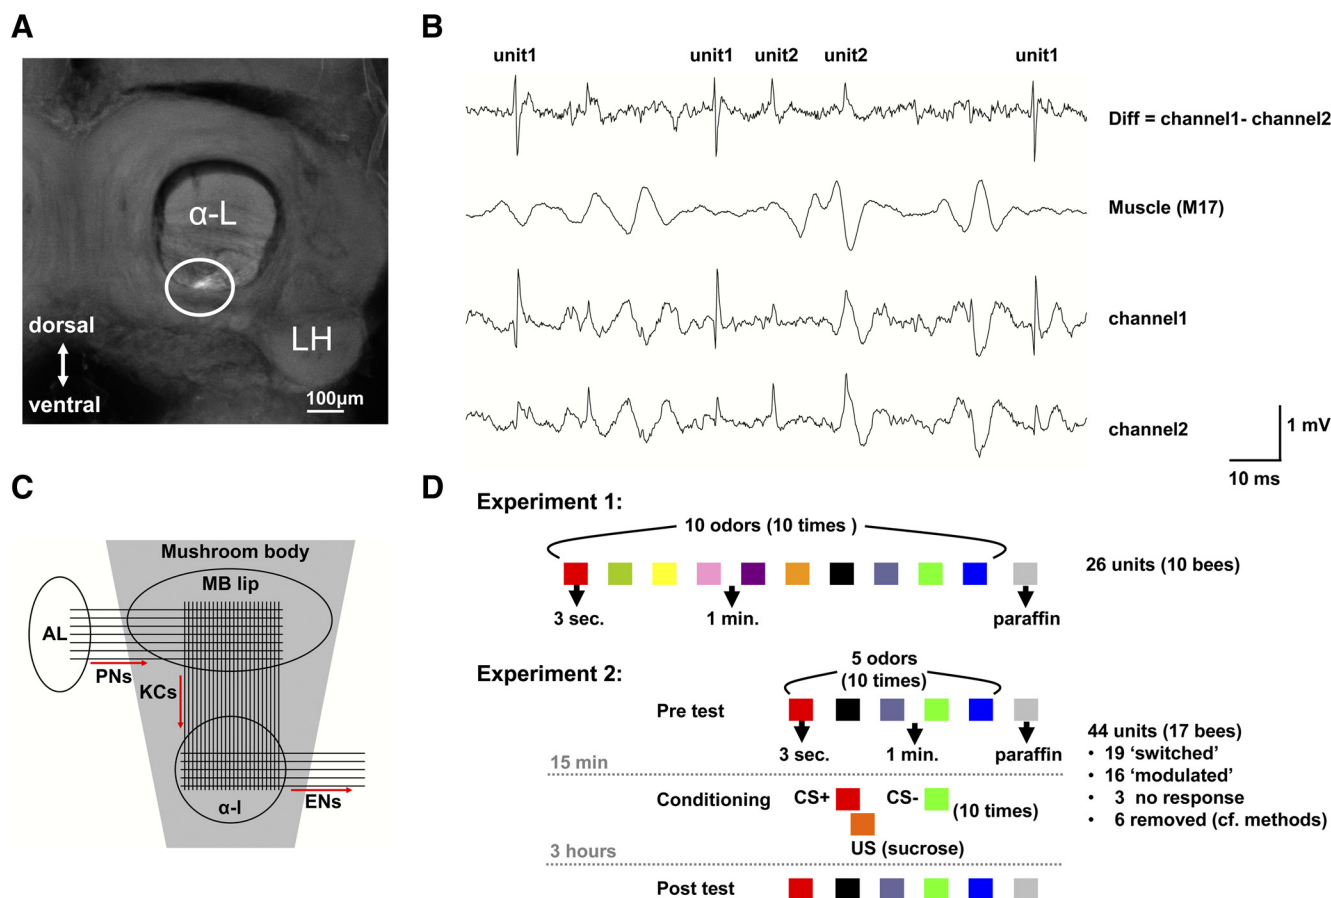 A
α-L
LH
dorsal
ventral
100µm
B
unit1 unit1 unit2 unit2 unit1
Diff = channel1- channel2
Muscle (M17)
channel1
channel2
1 mV
10 ms
C
Mushroom body
MB lip
AL
PNs
KCs
α-l
ENs
D
Experiment 1:
10 odors (10 times )
26 units (10 bees)
3 sec. 1 min. paraffin
Experiment 2:
5 odors
(10 times)
Pre test
3 sec. 1 min. paraffin
15 min
Conditioning CS+ CS- (10 times)
US (sucrose)
3 hours
Post test
44 units (17 bees)
• 19 ‘switched’
• 16 ‘modulated’
• 3 no response
• 6 removed (cf. methods)